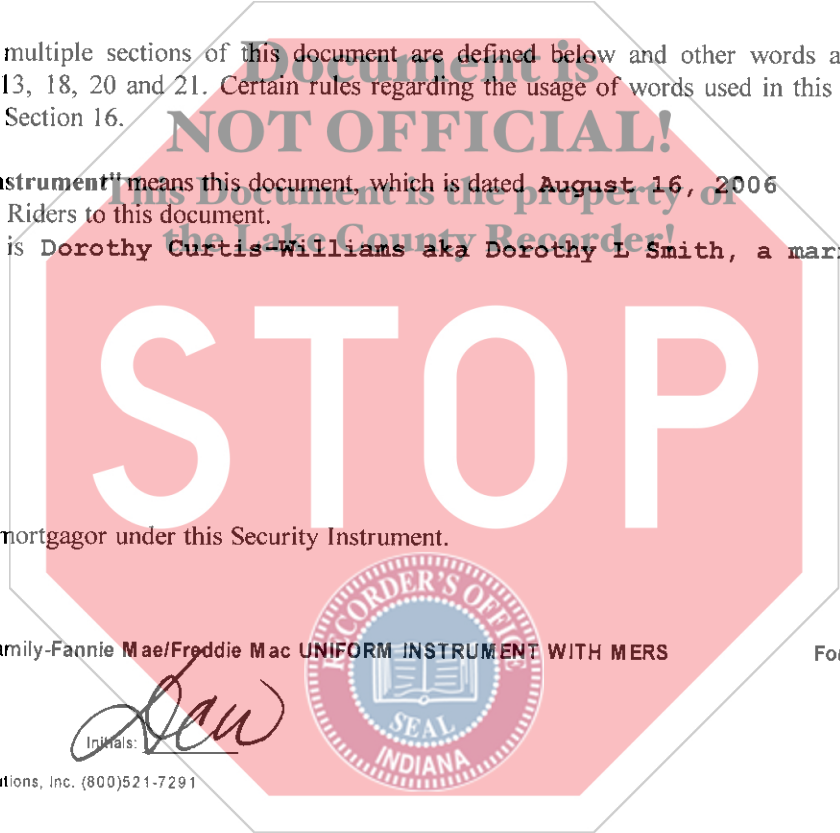 multiple sections of this document are defined below and other words a
Document is
13, 18, 20 and 21. Certain rules regarding the usage of words used in this
Section 16.
NOT OFFICIAL!
strument" means this document, which is dated August 16, 2006
This Document is the property of
Riders to this document.
the Lake County Recorder!
is Dorothy Curtis-Williams aka Dorothy L Smith, a mar
STOP
mortgagor under this Security Instrument.
RECORDER'S OFFICE
amily-Fannie Mae/Freddie Mac UNIFORM INSTRUMENT WITH MERS Fo
SEAL
INDIANA
Initials: DCW
utions, Inc. (800)521-7291